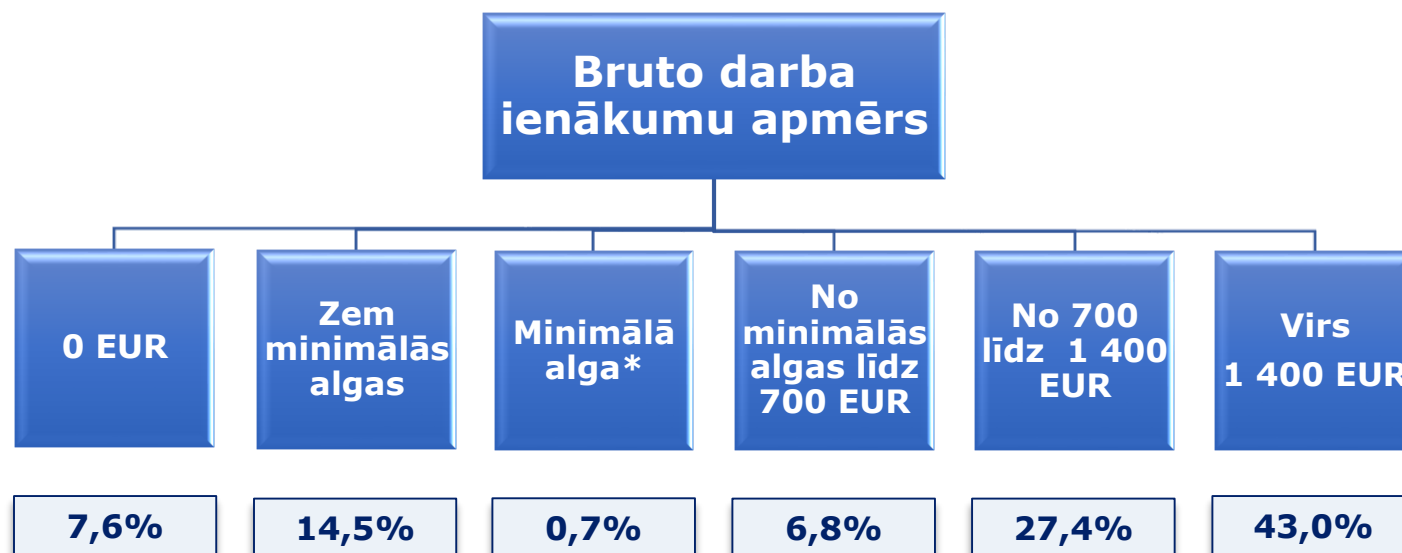 Bruto darba
ienākumu apmērs
0 EUR
Zem
minimālās
algas
Minimālā
alga*
No
minimālās
algas līdz
700 EUR
No 700
līdz 1 400
EUR
Virs
1 400 EUR
7,6%
14,5%
0,7%
6,8%
27,4%
43,0%